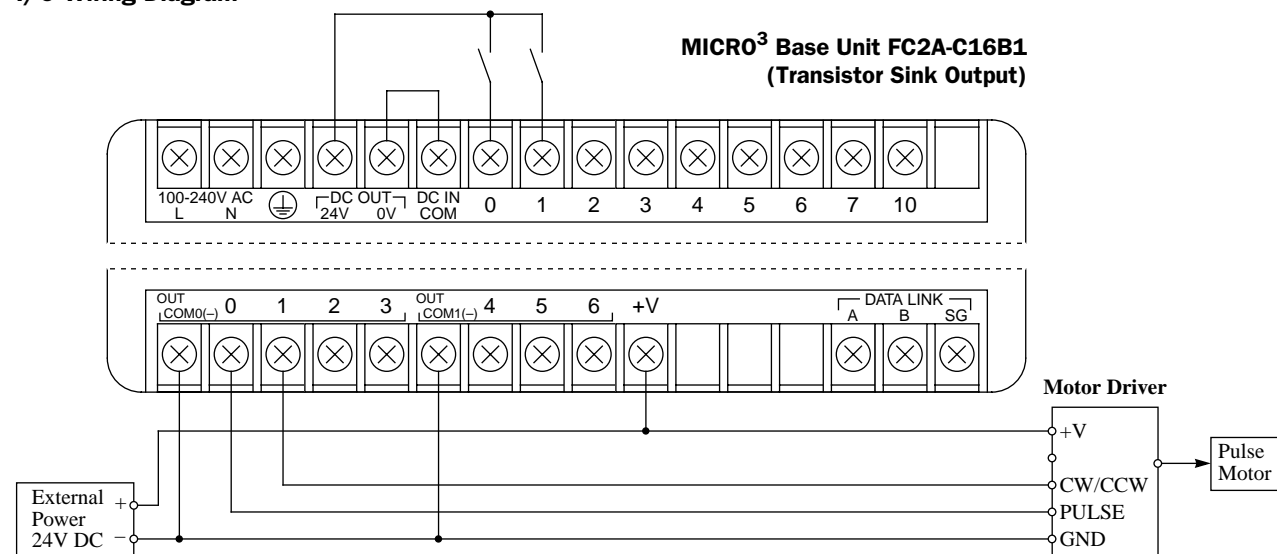 I/O Wiring Diagram
MICRO3 Base Unit FC2A-C16B1
(Transistor Sink Output)
100-240V AC
L N
DC OUT
24V 0V
DC IN
COM
0 1 2 3 4 5 6 7 10
OUT
COM0(–) 0 1 2 3
OUT
COM1(–) 4 5 6 +V
DATA LINK
A B SG
Motor Driver
+V
CW/CCW
PULSE
GND
Pulse
Motor
External
Power
24V DC
+
–